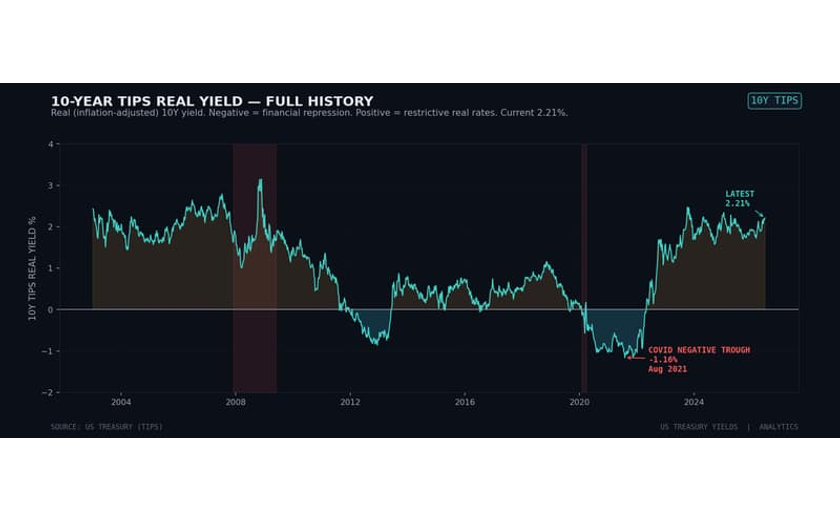 10-YEAR TIPS REAL YIELD — FULL HISTORY
10Y TIPS
Real (inflation-adjusted) 10Y yield. Negative = financial repression. Positive = restrictive real rates. Current 2.21%.
10Y TIPS REAL YIELD %
4
3
2
1
0
−1
−2
LATEST
2.21%
COVID NEGATIVE TROUGH
-1.16%
Aug 2021
2004
2008
2012
2016
2020
2024
SOURCE: US TREASURY (TIPS)
US TREASURY YIELDS | ANALYTICS